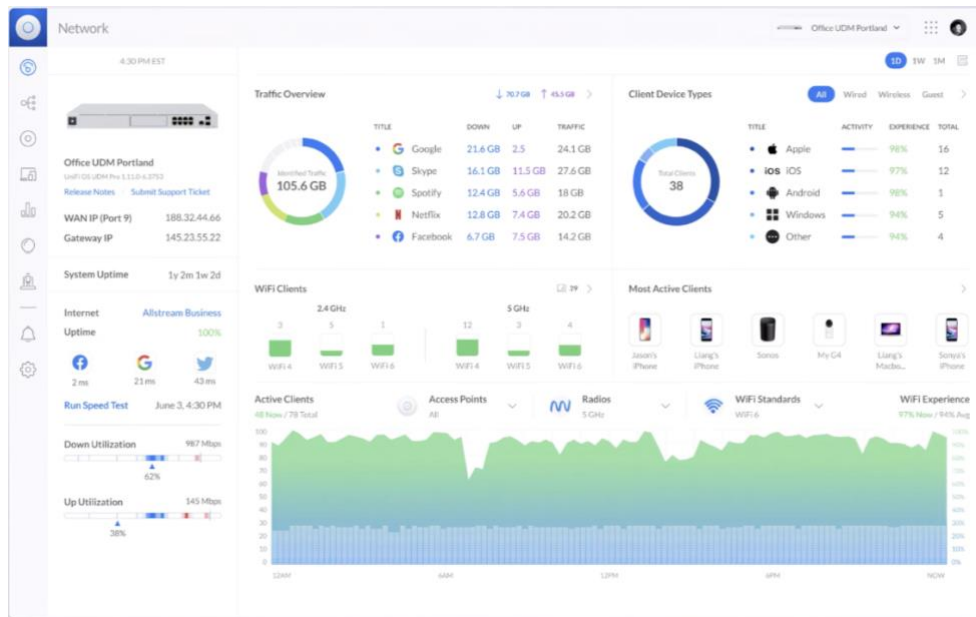 Network
Office UDM Portland
4:30 PM EST
1D 1W 1M
Office UDM Portland
UniFi OS UDM Pro 1.11.0-6.3752
Release Notes Submit Support Ticket
WAN IP (Port 9) 188.32.44.66
Gateway IP 145.23.55.22
System Uptime 1y 2m 1w 2d
Internet Allstream Business
Uptime 100%
2 ms 21 ms 43 ms
Run Speed Test June 3, 4:30 PM
Down Utilization 987 Mbps
62%
Up Utilization 145 Mbps
38%
Traffic Overview 70.7 GB 45.5 GB
Identified Traffic
105.6 GB
TITLE DOWN UP TRAFFIC
Google 21.6 GB 2.5 24.1 GB
Skype 16.1 GB 11.5 GB 27.6 GB
Spotify 12.4 GB 5.6 GB 18 GB
Netflix 12.8 GB 7.4 GB 20.2 GB
Facebook 6.7 GB 7.5 GB 14.2 GB
Client Device Types All Wired Wireless Guest
Total Clients
38
TITLE ACTIVITY EXPERIENCE TOTAL
Apple 98% 16
iOS iOS 97% 12
Android 98% 1
Windows 94% 5
Other 94% 4
WiFi Clients 39
2.4 GHz 5 GHz
3 5 1 12 3 4
WiFi 4 WiFi 5 WiFi 6 WiFi 4 WiFi 5 WiFi 6
Most Active Clients
Jason's iPhone
Liang's iPhone
Sonos
My G4
Liang's Macbo...
Sonya's iPhone
Active Clients
48 Now / 78 Total
Access Points
All
Radios
5 GHz
WiFi Standards
WiFi 6
WiFi Experience
97% Now / 94% Avg
100 100%
90 90%
80 80%
70 70%
60 60%
50 50%
40 40%
30 30%
20 20%
10 10%
0 0%
12AM 6AM 12PM 6PM NOW